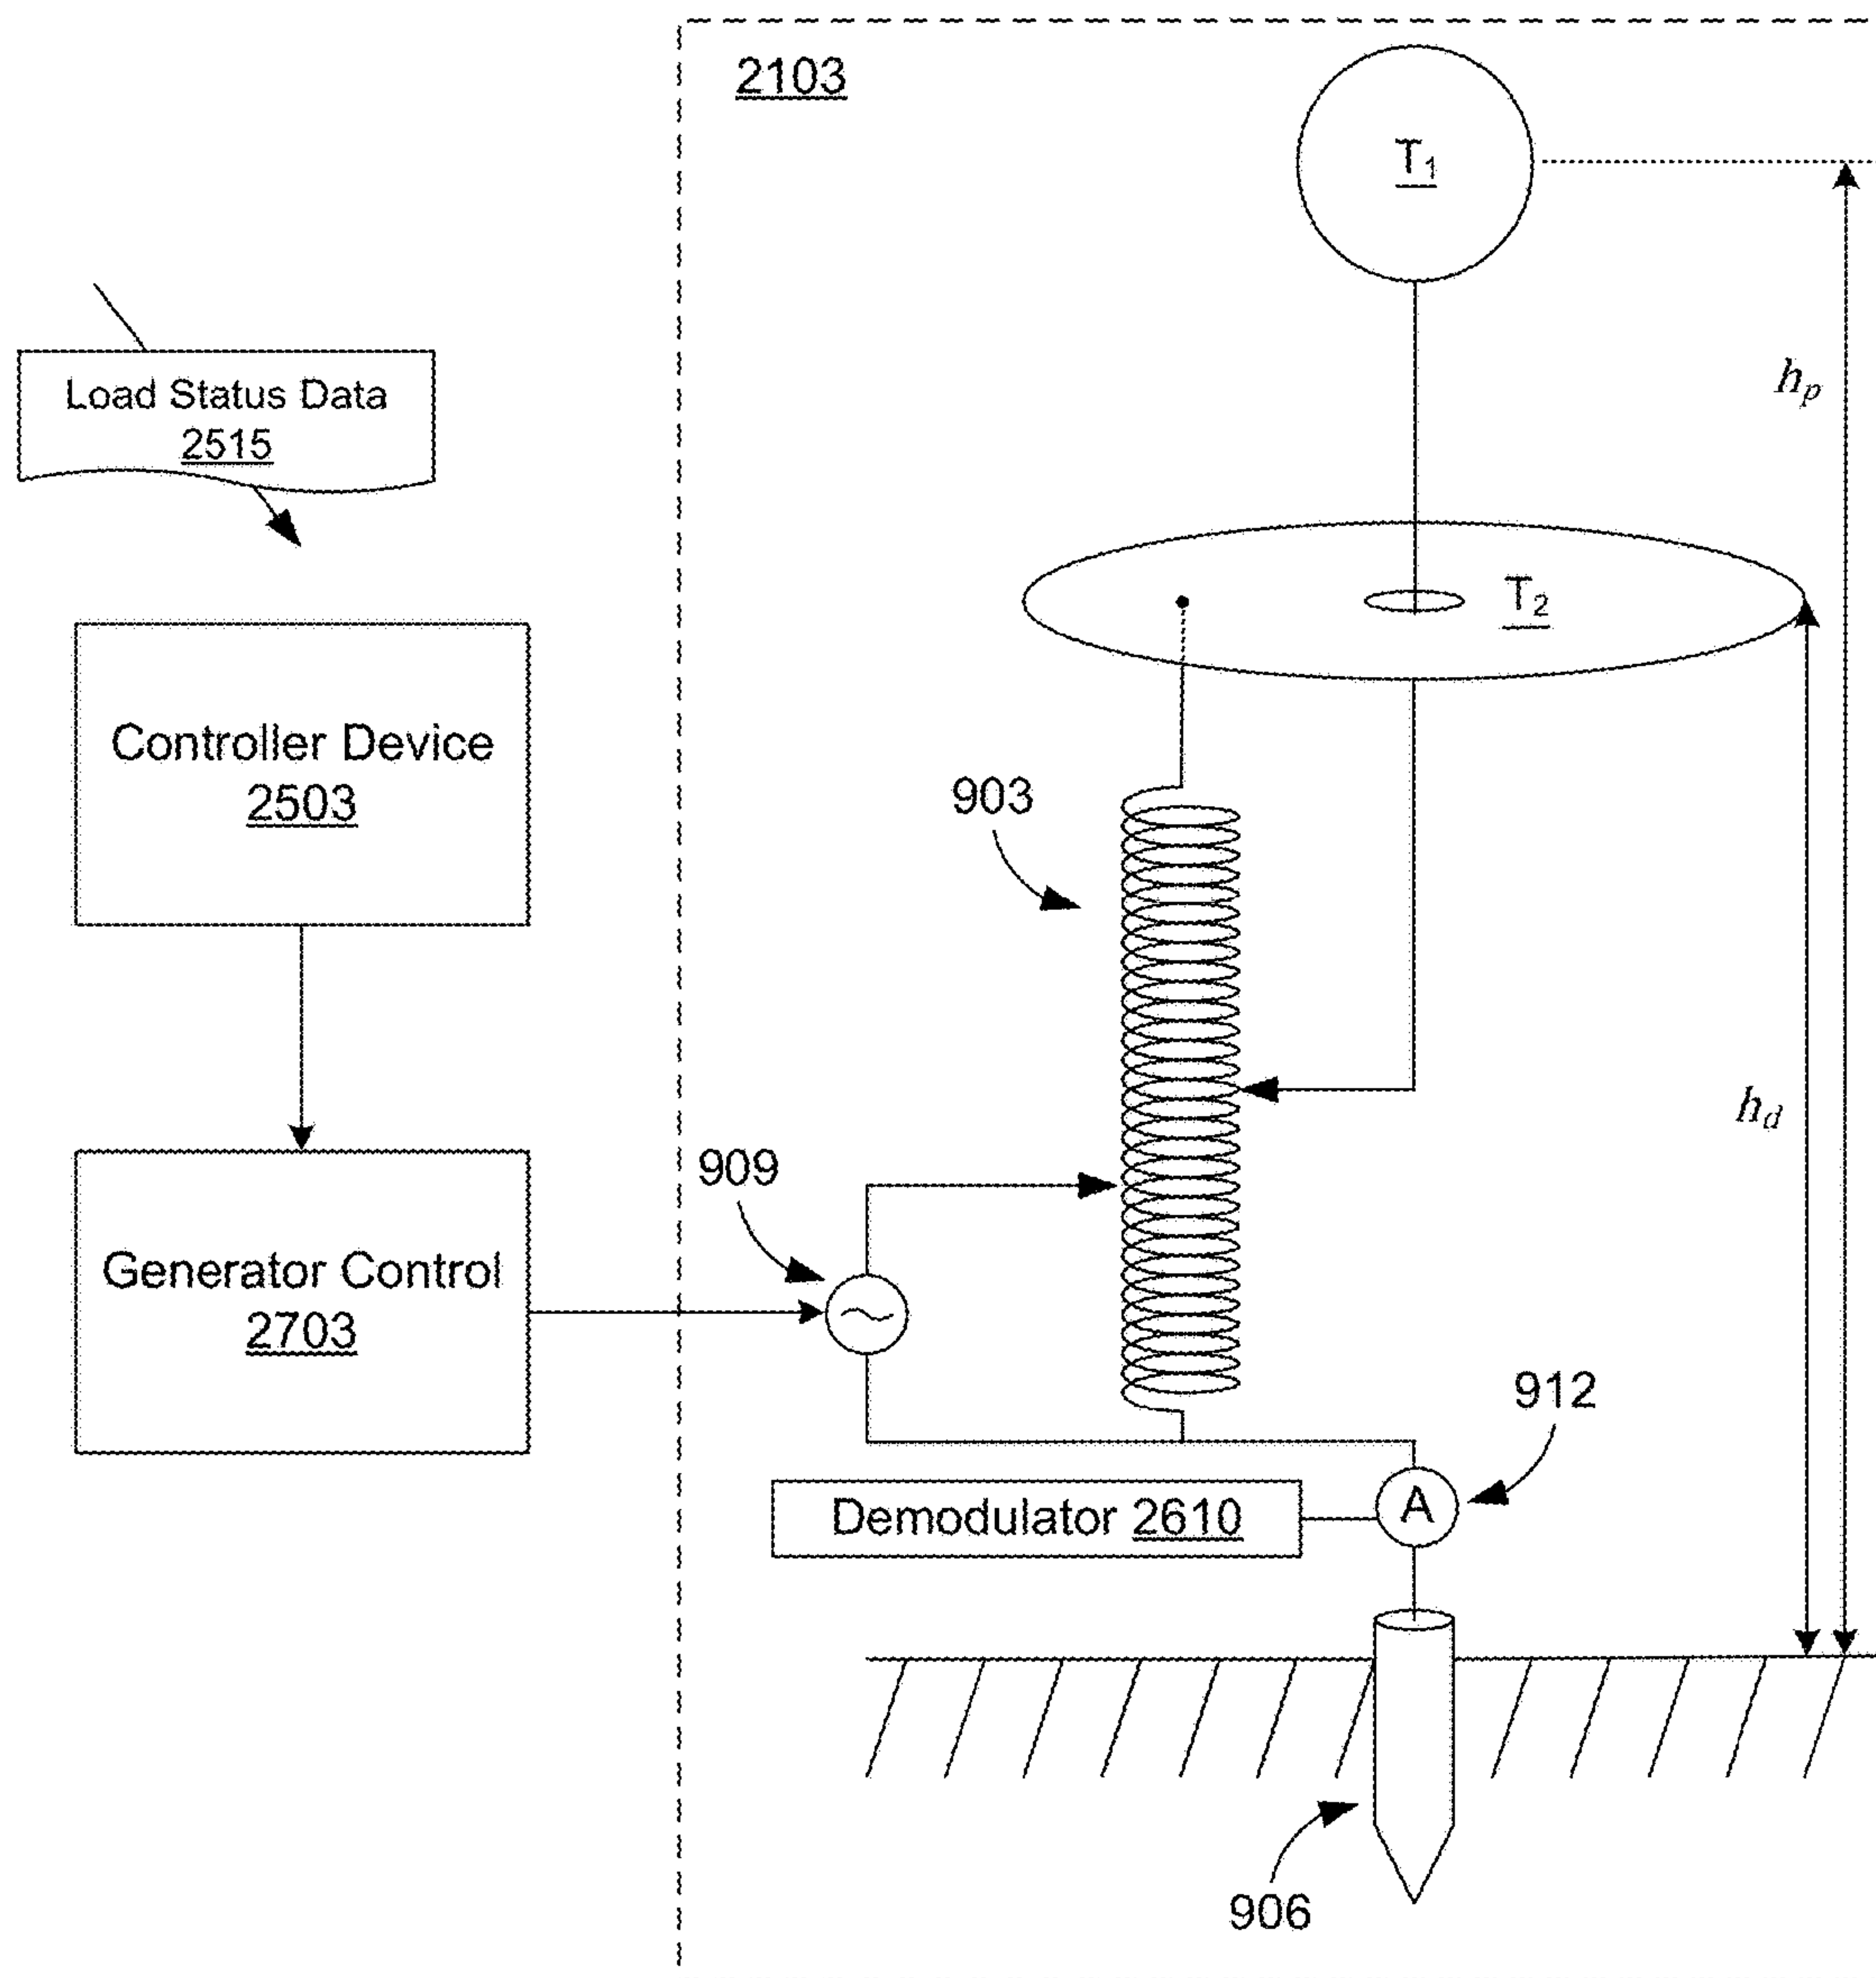 2103
T₁
Load Status Data
2515
hₚ
T₂
Controller Device
2503
903
h_d
909
Generator Control
2703
912
A
Demodulator 2610
906